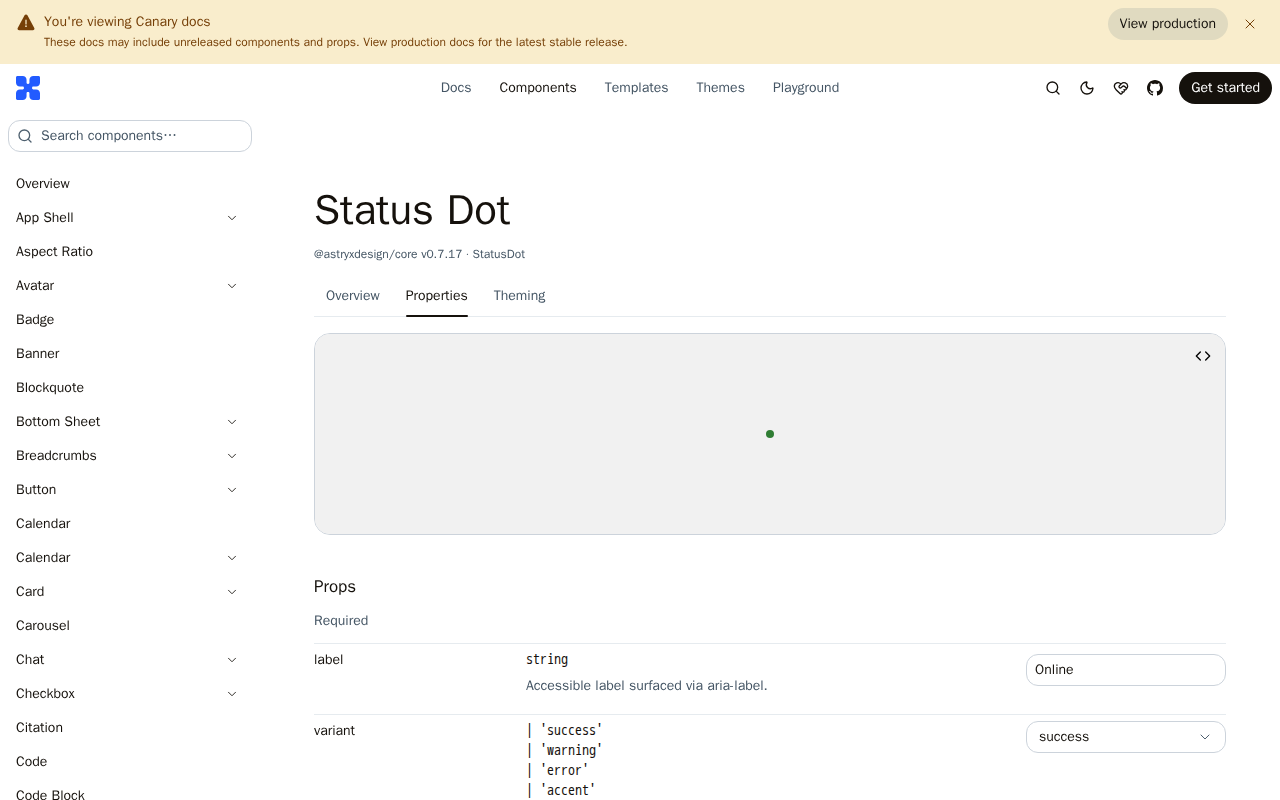 You're viewing Canary docs
These docs may include unreleased components and props. View production docs for the latest stable release.
View production
Docs
Components
Templates
Themes
Playground
Get started
Search components…
Overview
App Shell
Aspect Ratio
Avatar
Badge
Banner
Blockquote
Bottom Sheet
Breadcrumbs
Button
Calendar
Calendar
Card
Carousel
Chat
Checkbox
Citation
Code
Code Block
Status Dot
@astryxdesign/core v0.7.17 · StatusDot
Overview
Properties
Theming
Props
Required
label
string
Accessible label surfaced via aria-label.
Online
variant
| 'success'
| 'warning'
| 'error'
| 'accent'
success